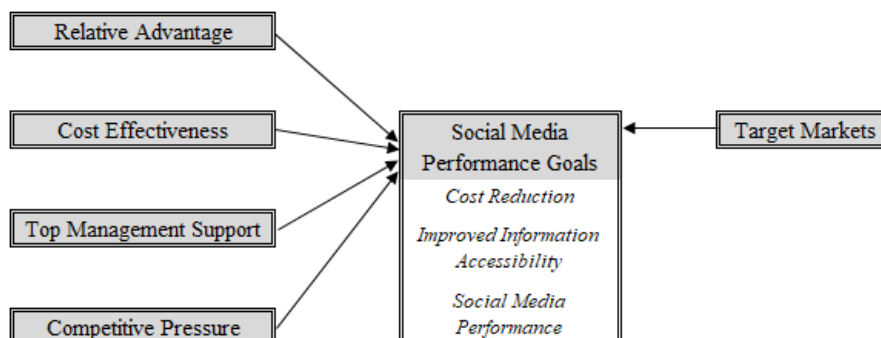 Relative Advantage
Cost Effectiveness
Top Management Support
Competitive Pressure
Social Media
Performance Goals
Cost Reduction
Improved Information
Accessibility
Social Media
Performance
Target Markets